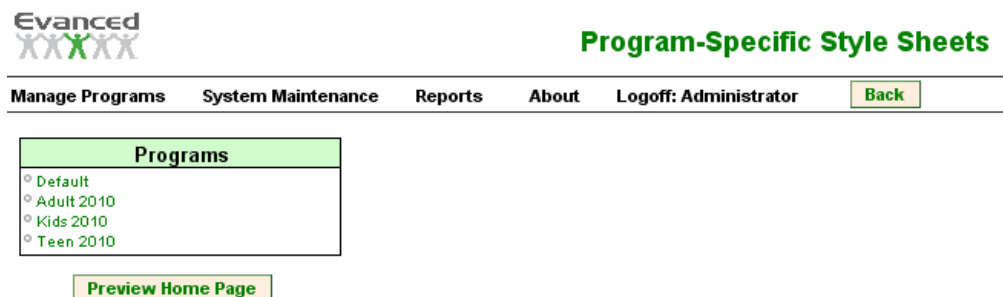 Evanced
Program-Specific Style Sheets
Manage Programs System Maintenance Reports About Logoff: Administrator Back
Programs
Default
Adult 2010
Kids 2010
Teen 2010
Preview Home Page